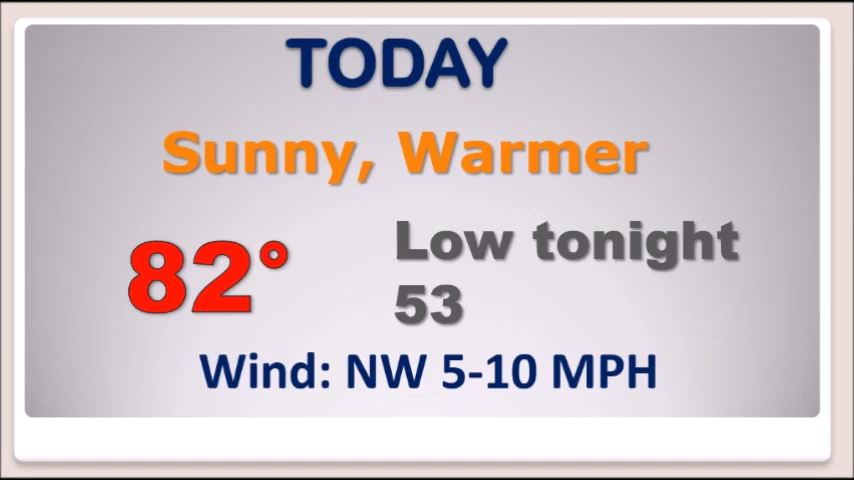 TODAY
Sunny, Warmer
82°
Low tonight
53
Wind: NW 5-10 MPH